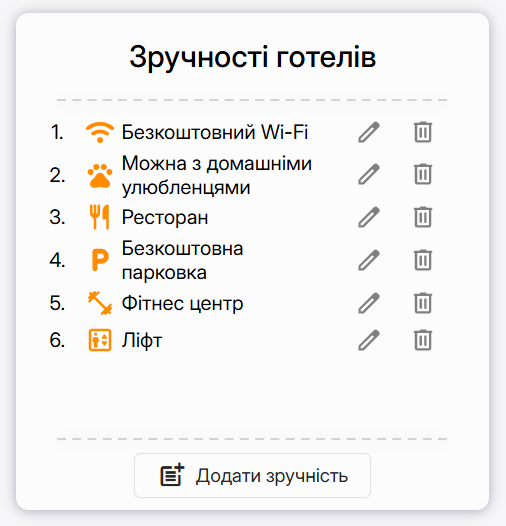 Зручності готелів
1. Безкоштовний Wi-Fi
2. Можна з домашніми
улюбленцями
3. Ресторан
4. Безкоштовна
парковка
5. Фітнес центр
6. Ліфт
Додати зручність